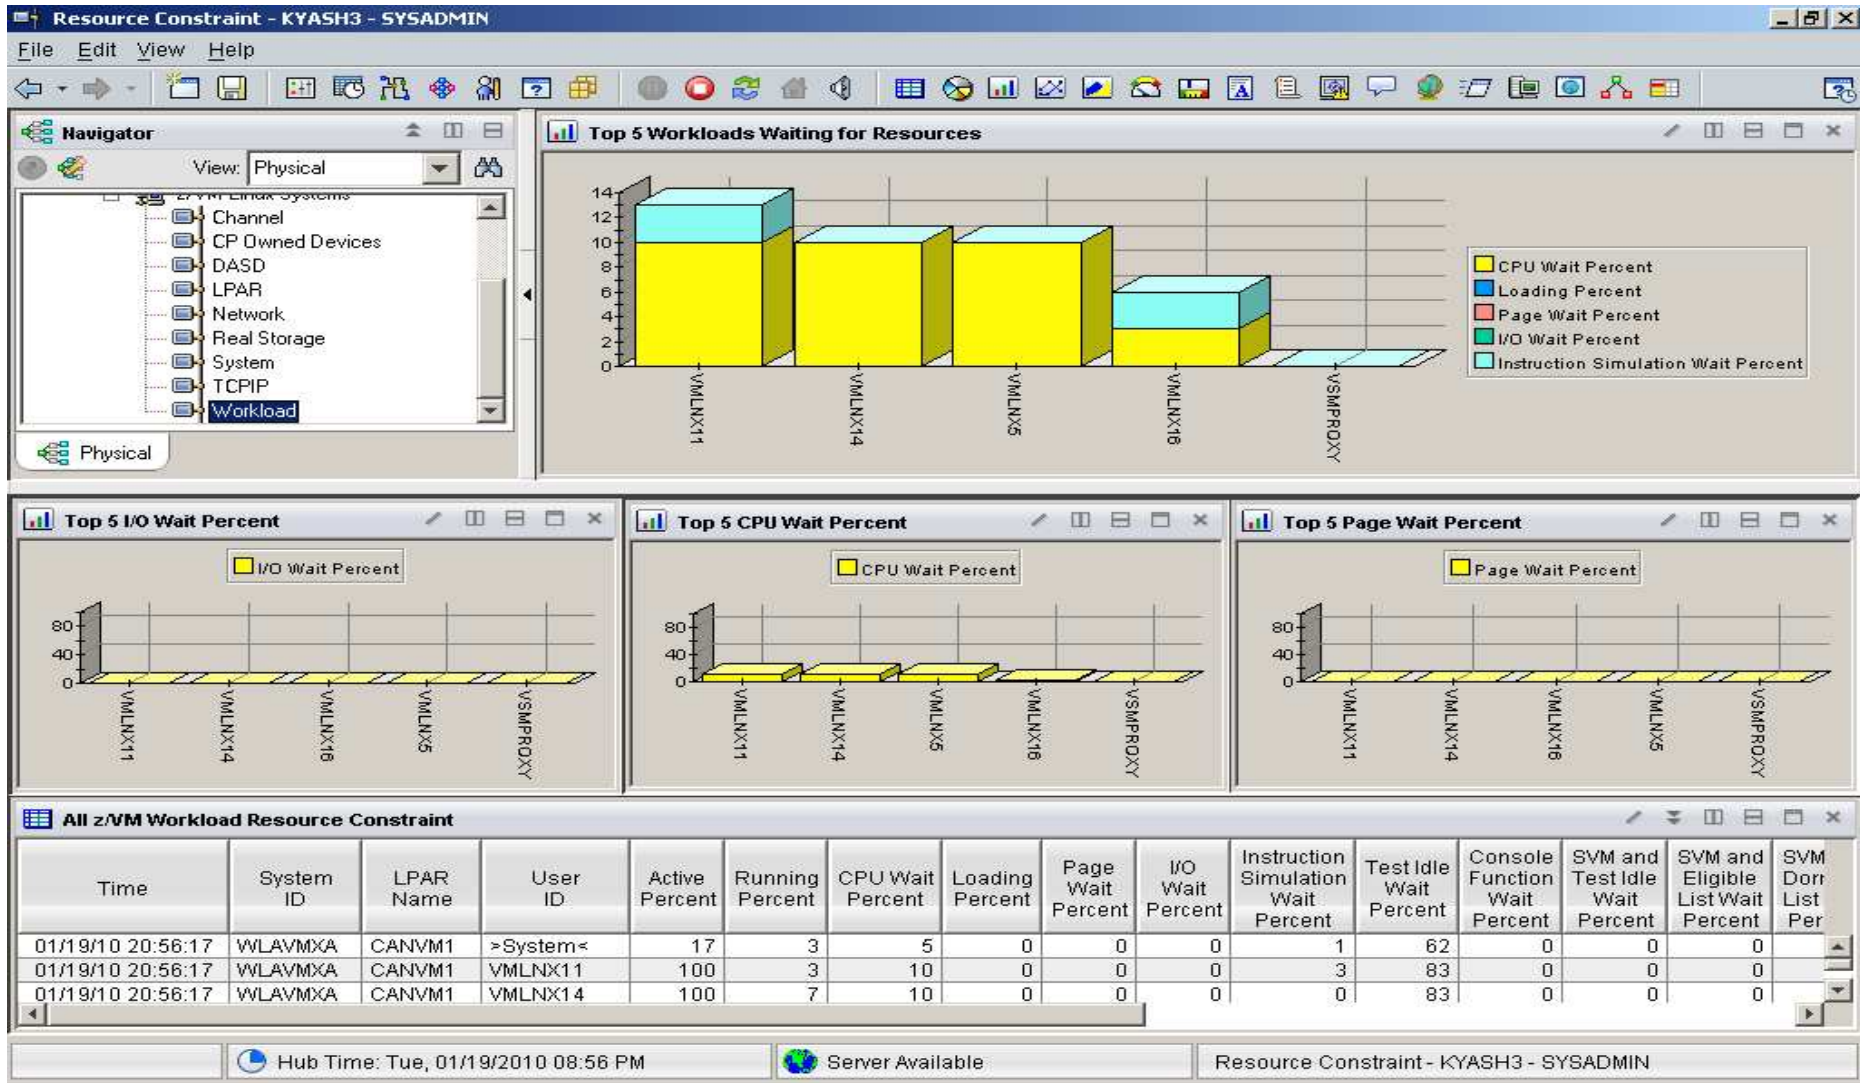 Resource Constraint - KYASH3 - SYSADMIN
File Edit View Help
Navigator
View: Physical
z/VM Linux Systems
Channel
CP Owned Devices
DASD
LPAR
Network
Real Storage
System
TCPIP
Workload
Physical
Top 5 Workloads Waiting for Resources
14
12
10
8
6
4
2
0
VMLNX11
VMLNX14
VMLNX5
VMLNX16
VSMPROXY
CPU Wait Percent
Loading Percent
Page Wait Percent
I/O Wait Percent
Instruction Simulation Wait Percent
Top 5 I/O Wait Percent
I/O Wait Percent
80
40
0
VMLNX11
VMLNX14
VMLNX16
VMLNX5
VSMPROXY
Top 5 CPU Wait Percent
CPU Wait Percent
80
40
0
VMLNX11
VMLNX14
VMLNX5
VMLNX16
VSMPROXY
Top 5 Page Wait Percent
Page Wait Percent
80
40
0
VMLNX11
VMLNX14
VMLNX16
VMLNX5
VSMPROXY
All z/VM Workload Resource Constraint
Time
System ID
LPAR Name
User ID
Active Percent
Running Percent
CPU Wait Percent
Loading Percent
Page Wait Percent
I/O Wait Percent
Instruction Simulation Wait Percent
Test Idle Wait Percent
Console Function Wait Percent
SVM and Test Idle Wait Percent
SVM and Eligible List Wait Percent
SVM Dorr List Per
01/19/10 20:56:17 WLAVMXA CANVM1 >System< 17 3 5 0 0 0 1 62 0 0 0
01/19/10 20:56:17 WLAVMXA CANVM1 VMLNX11 100 3 10 0 0 0 3 83 0 0 0
01/19/10 20:56:17 WLAVMXA CANVM1 VMLNX14 100 7 10 0 0 0 0 83 0 0 0
Hub Time: Tue, 01/19/2010 08:56 PM
Server Available
Resource Constraint - KYASH3 - SYSADMIN